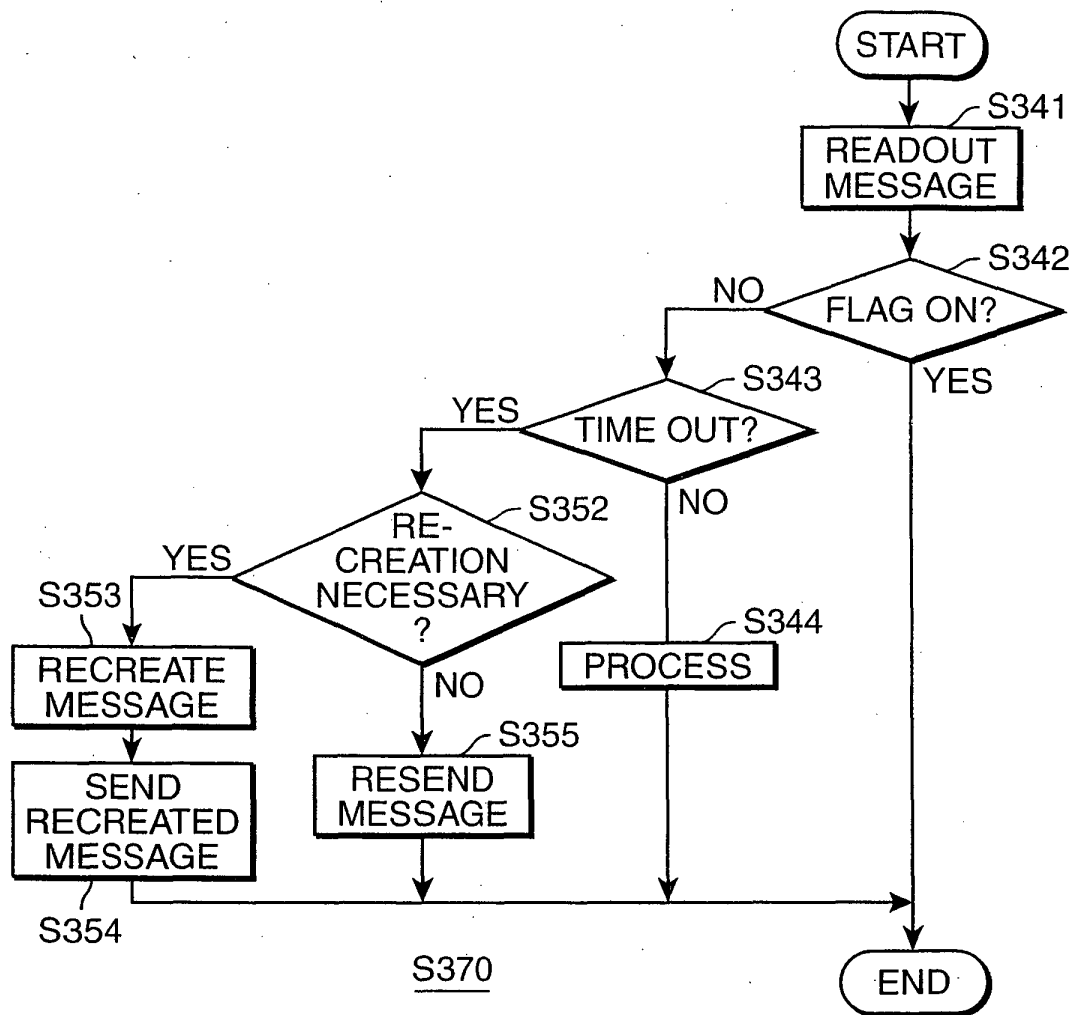 START
S341
READOUT
MESSAGE
S342
NO
FLAG ON?
YES
S343
YES
TIME OUT?
NO
S352
RE-
CREATION
NECESSARY
?
YES
S353
RECREATE
MESSAGE
NO
S344
PROCESS
S355
RESEND
MESSAGE
SEND
RECREATED
MESSAGE
S354
S370
END